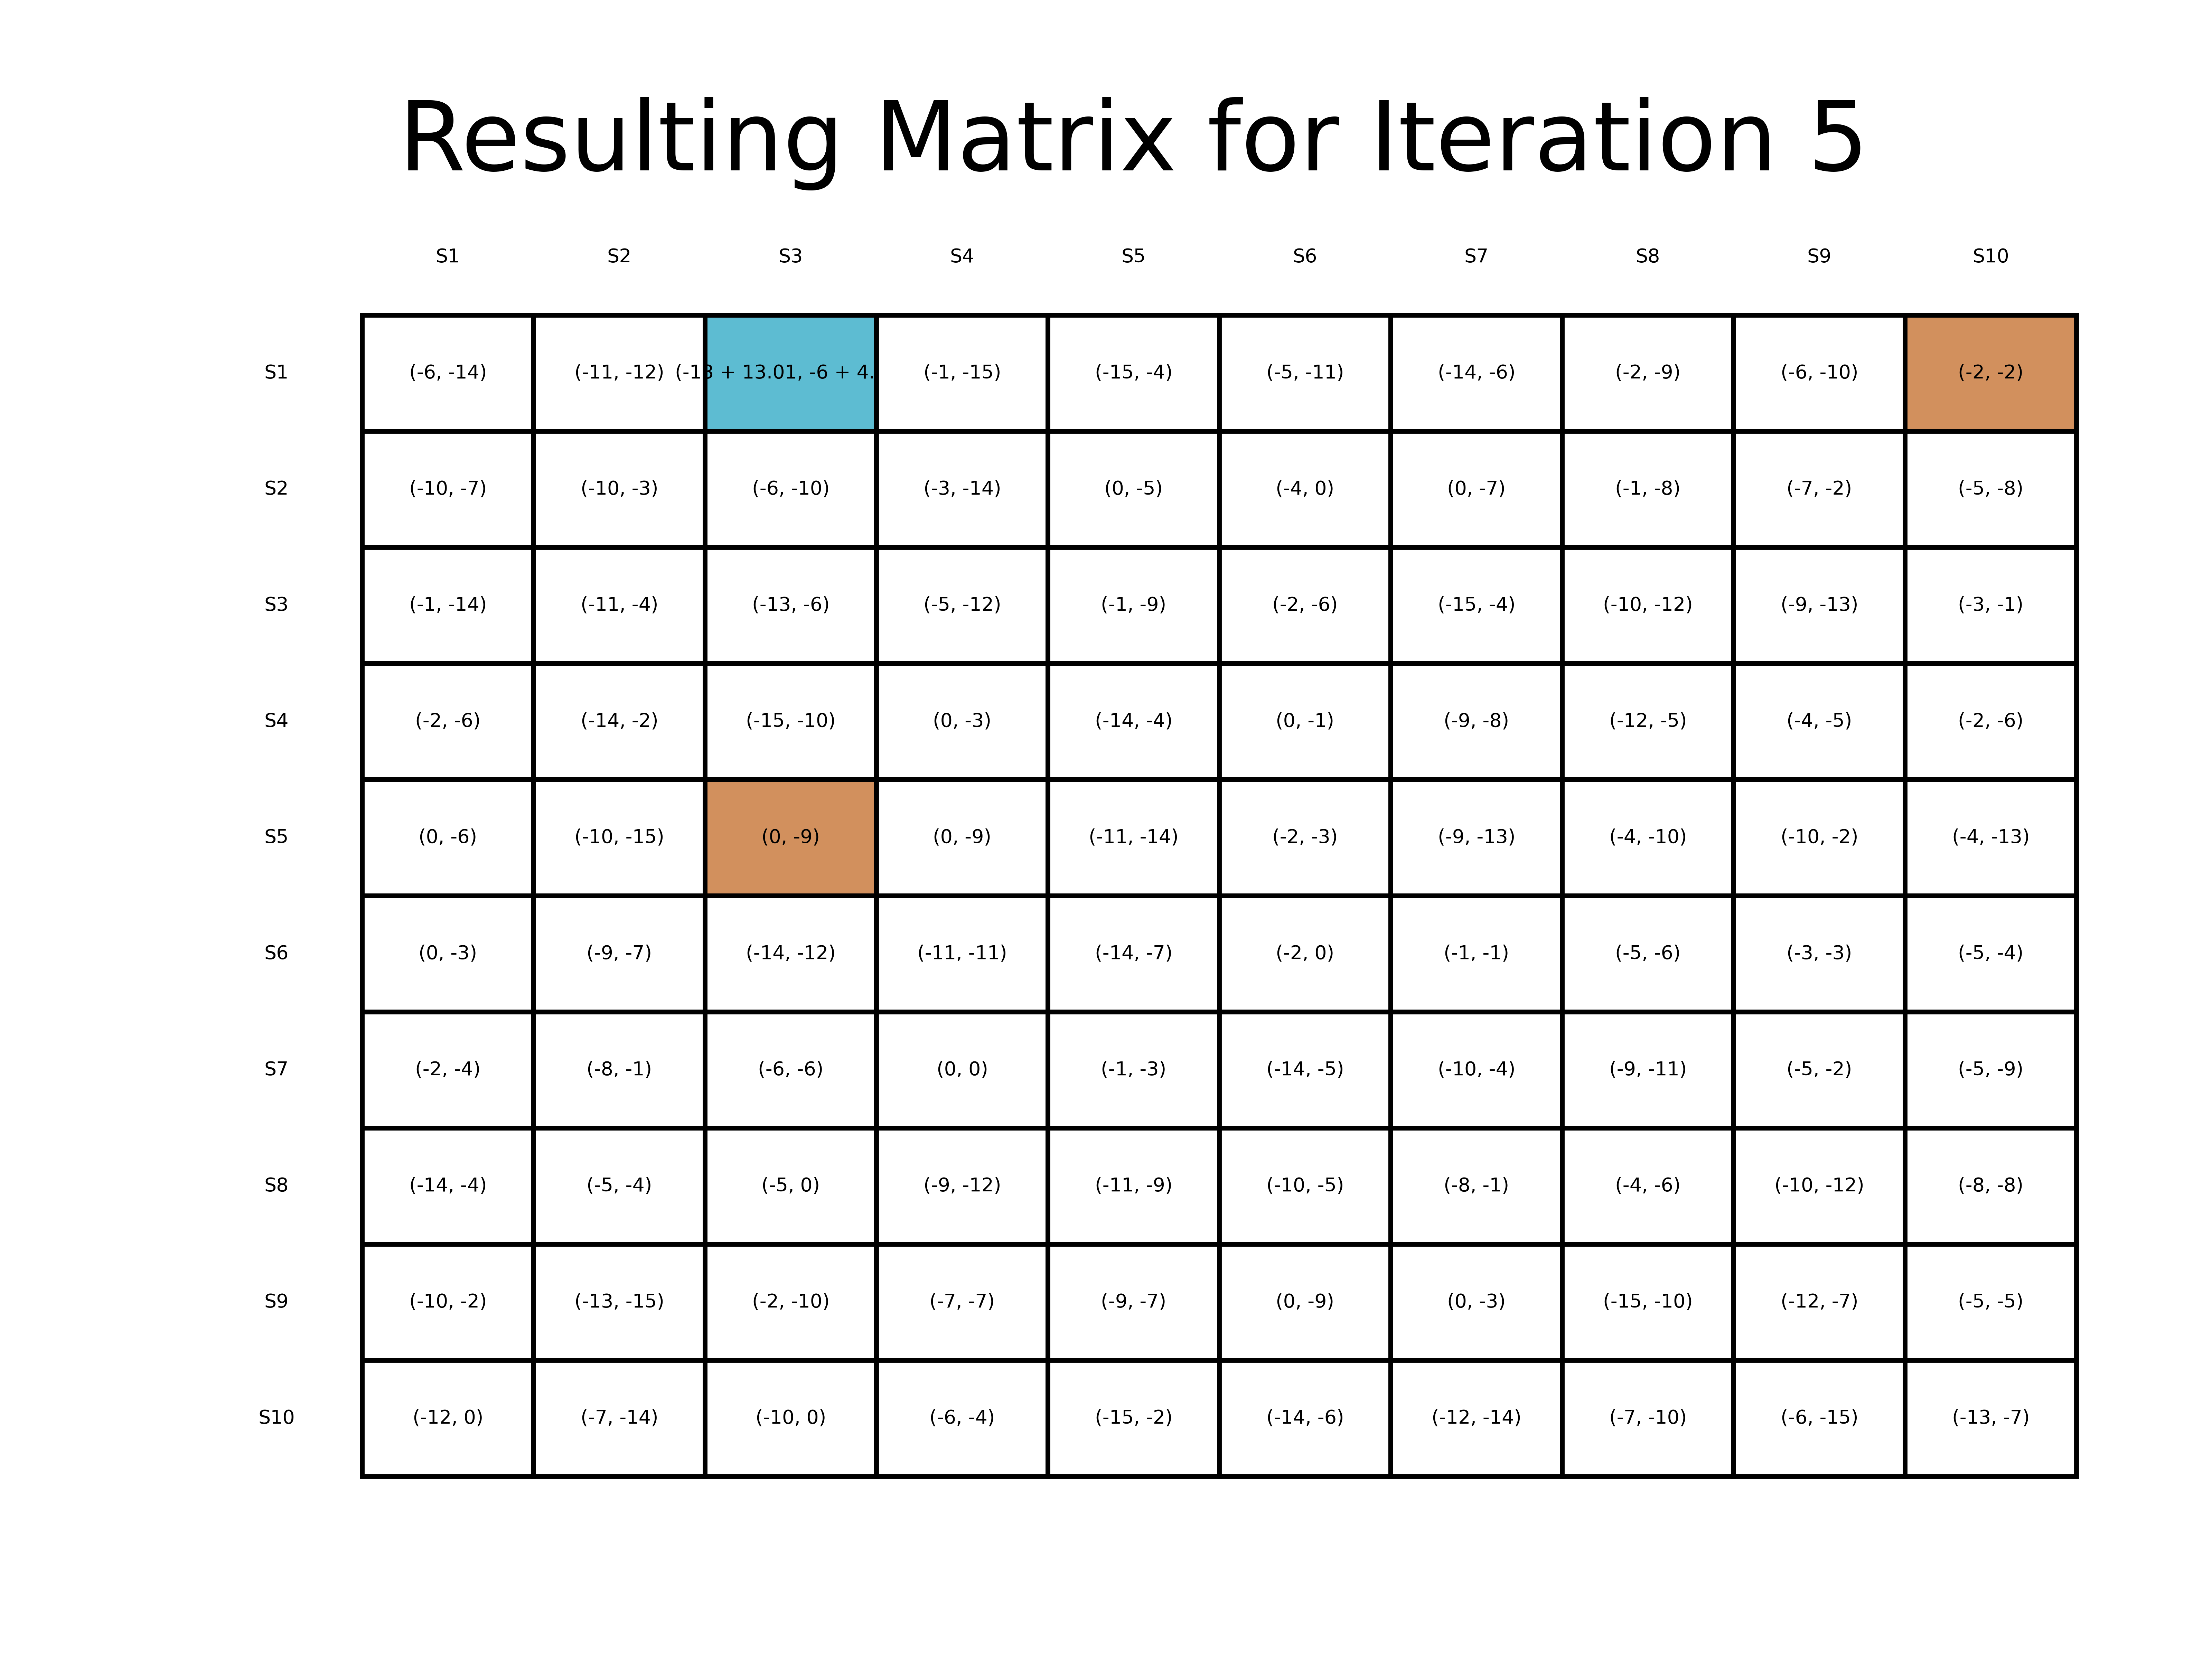 Resulting Matrix for Iteration 5
S1 S2 S3 S4 S5 S6 S7 S8 S9 S10
S1 (-6, -14) (-11, -12) (-13 + 13.01, -6 + 4. (-1, -15) (-15, -4) (-5, -11) (-14, -6) (-2, -9) (-6, -10) (-2, -2)
S2 (-10, -7) (-10, -3) (-6, -10) (-3, -14) (0, -5) (-4, 0) (0, -7) (-1, -8) (-7, -2) (-5, -8)
S3 (-1, -14) (-11, -4) (-13, -6) (-5, -12) (-1, -9) (-2, -6) (-15, -4) (-10, -12) (-9, -13) (-3, -1)
S4 (-2, -6) (-14, -2) (-15, -10) (0, -3) (-14, -4) (0, -1) (-9, -8) (-12, -5) (-4, -5) (-2, -6)
S5 (0, -6) (-10, -15) (0, -9) (0, -9) (-11, -14) (-2, -3) (-9, -13) (-4, -10) (-10, -2) (-4, -13)
S6 (0, -3) (-9, -7) (-14, -12) (-11, -11) (-14, -7) (-2, 0) (-1, -1) (-5, -6) (-3, -3) (-5, -4)
S7 (-2, -4) (-8, -1) (-6, -6) (0, 0) (-1, -3) (-14, -5) (-10, -4) (-9, -11) (-5, -2) (-5, -9)
S8 (-14, -4) (-5, -4) (-5, 0) (-9, -12) (-11, -9) (-10, -5) (-8, -1) (-4, -6) (-10, -12) (-8, -8)
S9 (-10, -2) (-13, -15) (-2, -10) (-7, -7) (-9, -7) (0, -9) (0, -3) (-15, -10) (-12, -7) (-5, -5)
S10 (-12, 0) (-7, -14) (-10, 0) (-6, -4) (-15, -2) (-14, -6) (-12, -14) (-7, -10) (-6, -15) (-13, -7)